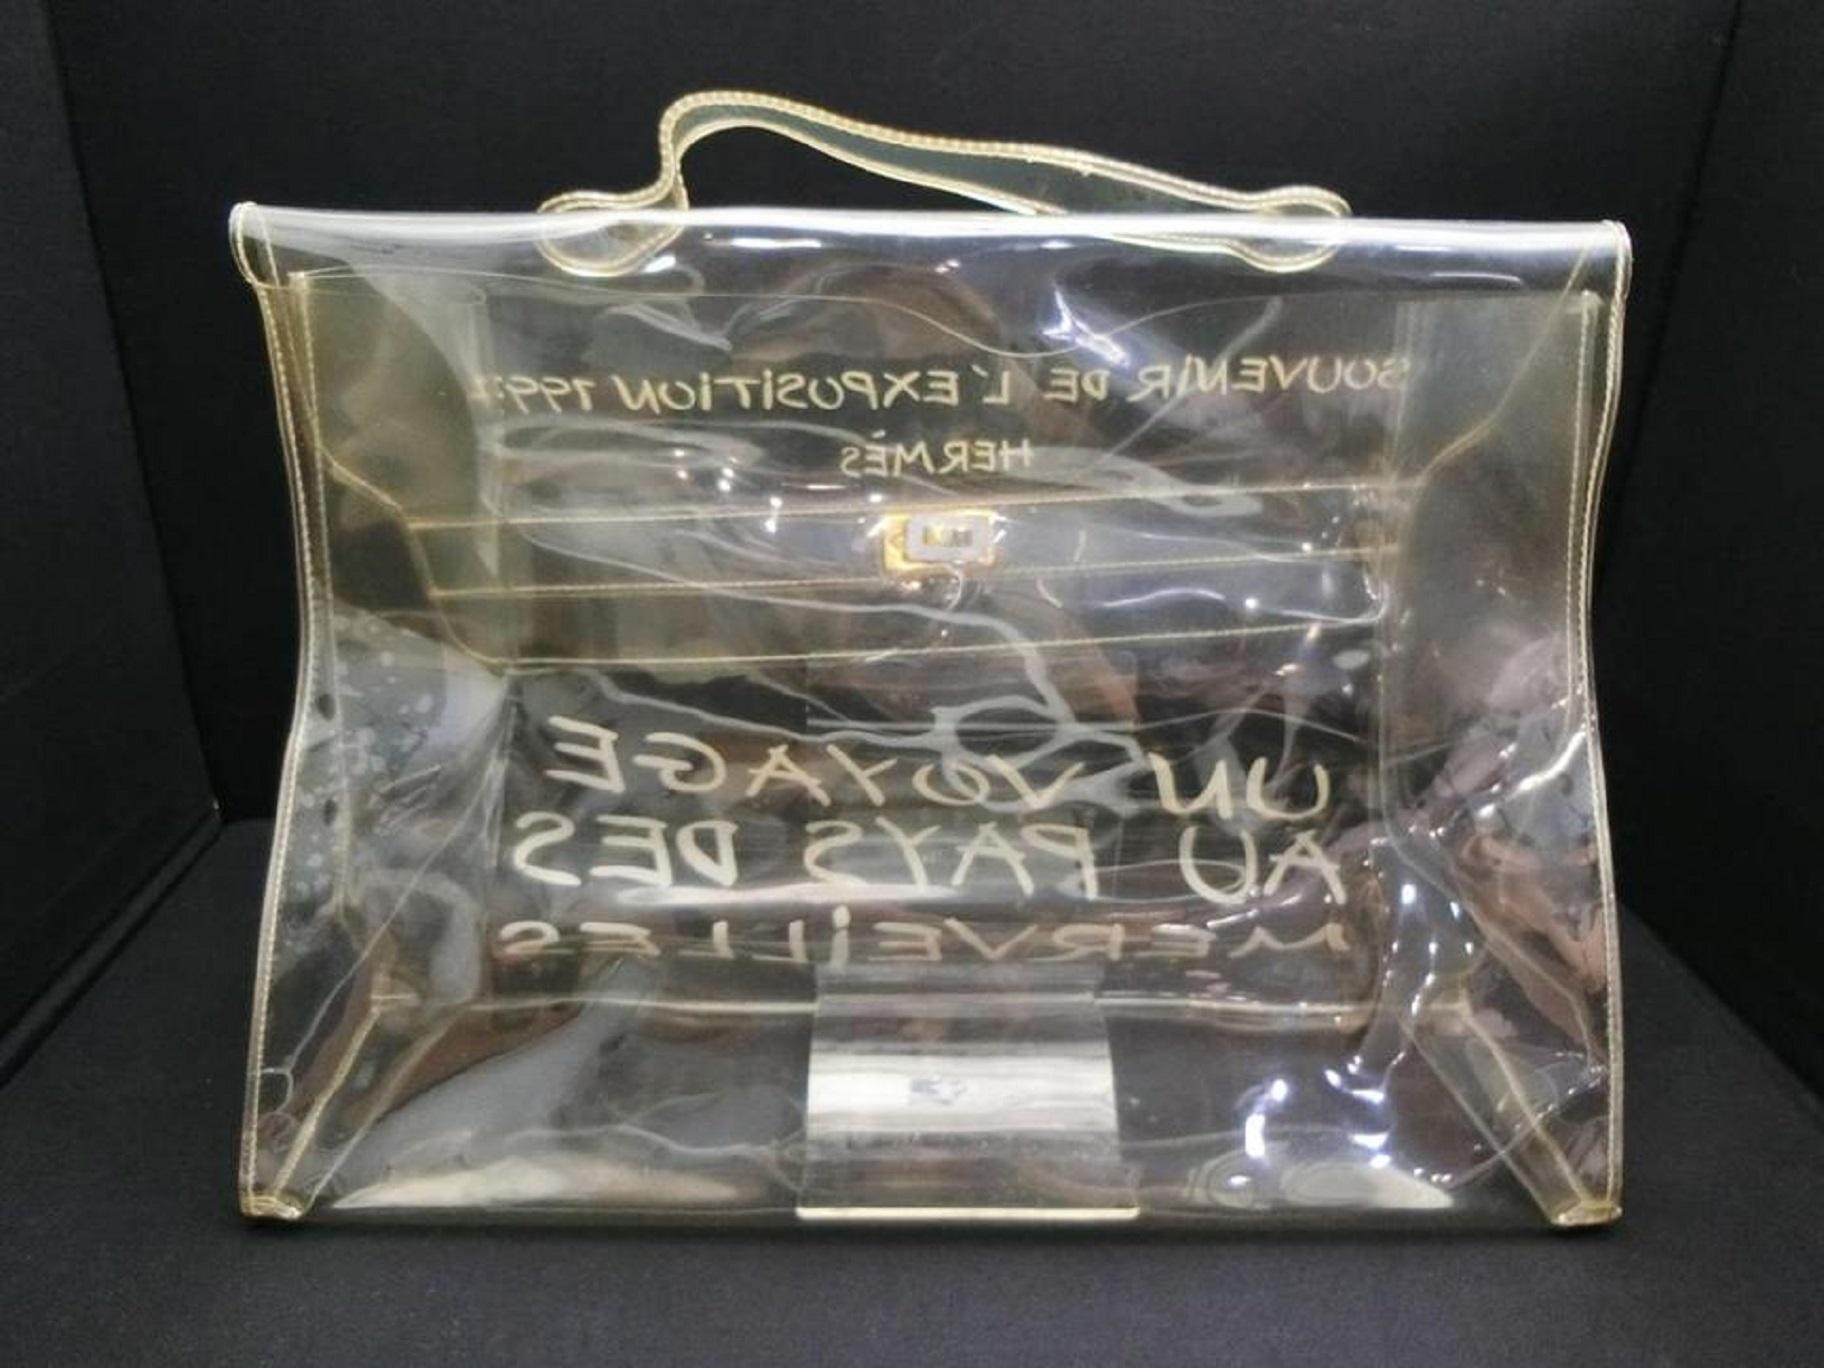 SOUVENIR DE L'EXPOSITION 1997
HERMÈS
UN VOYAGE
AU PAYS DES
MERVEILLES